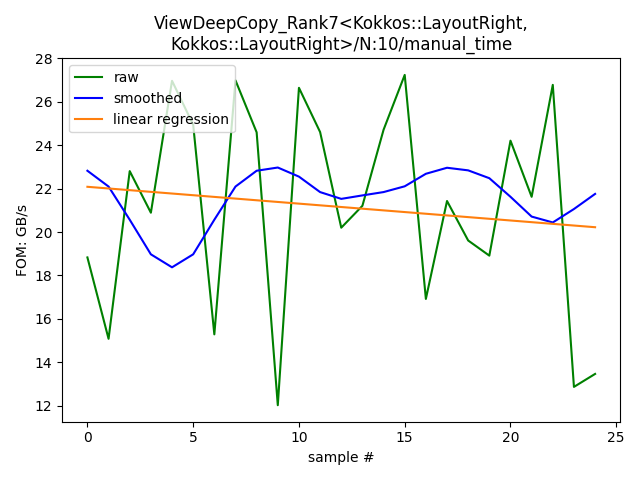 ViewDeepCopy_Rank7<Kokkos::LayoutRight,
Kokkos::LayoutRight>/N:10/manual_time
28
26
24
22
20
18
16
14
12
FOM: GB/s
raw
smoothed
linear regression
0 5 10 15 20 25
sample #